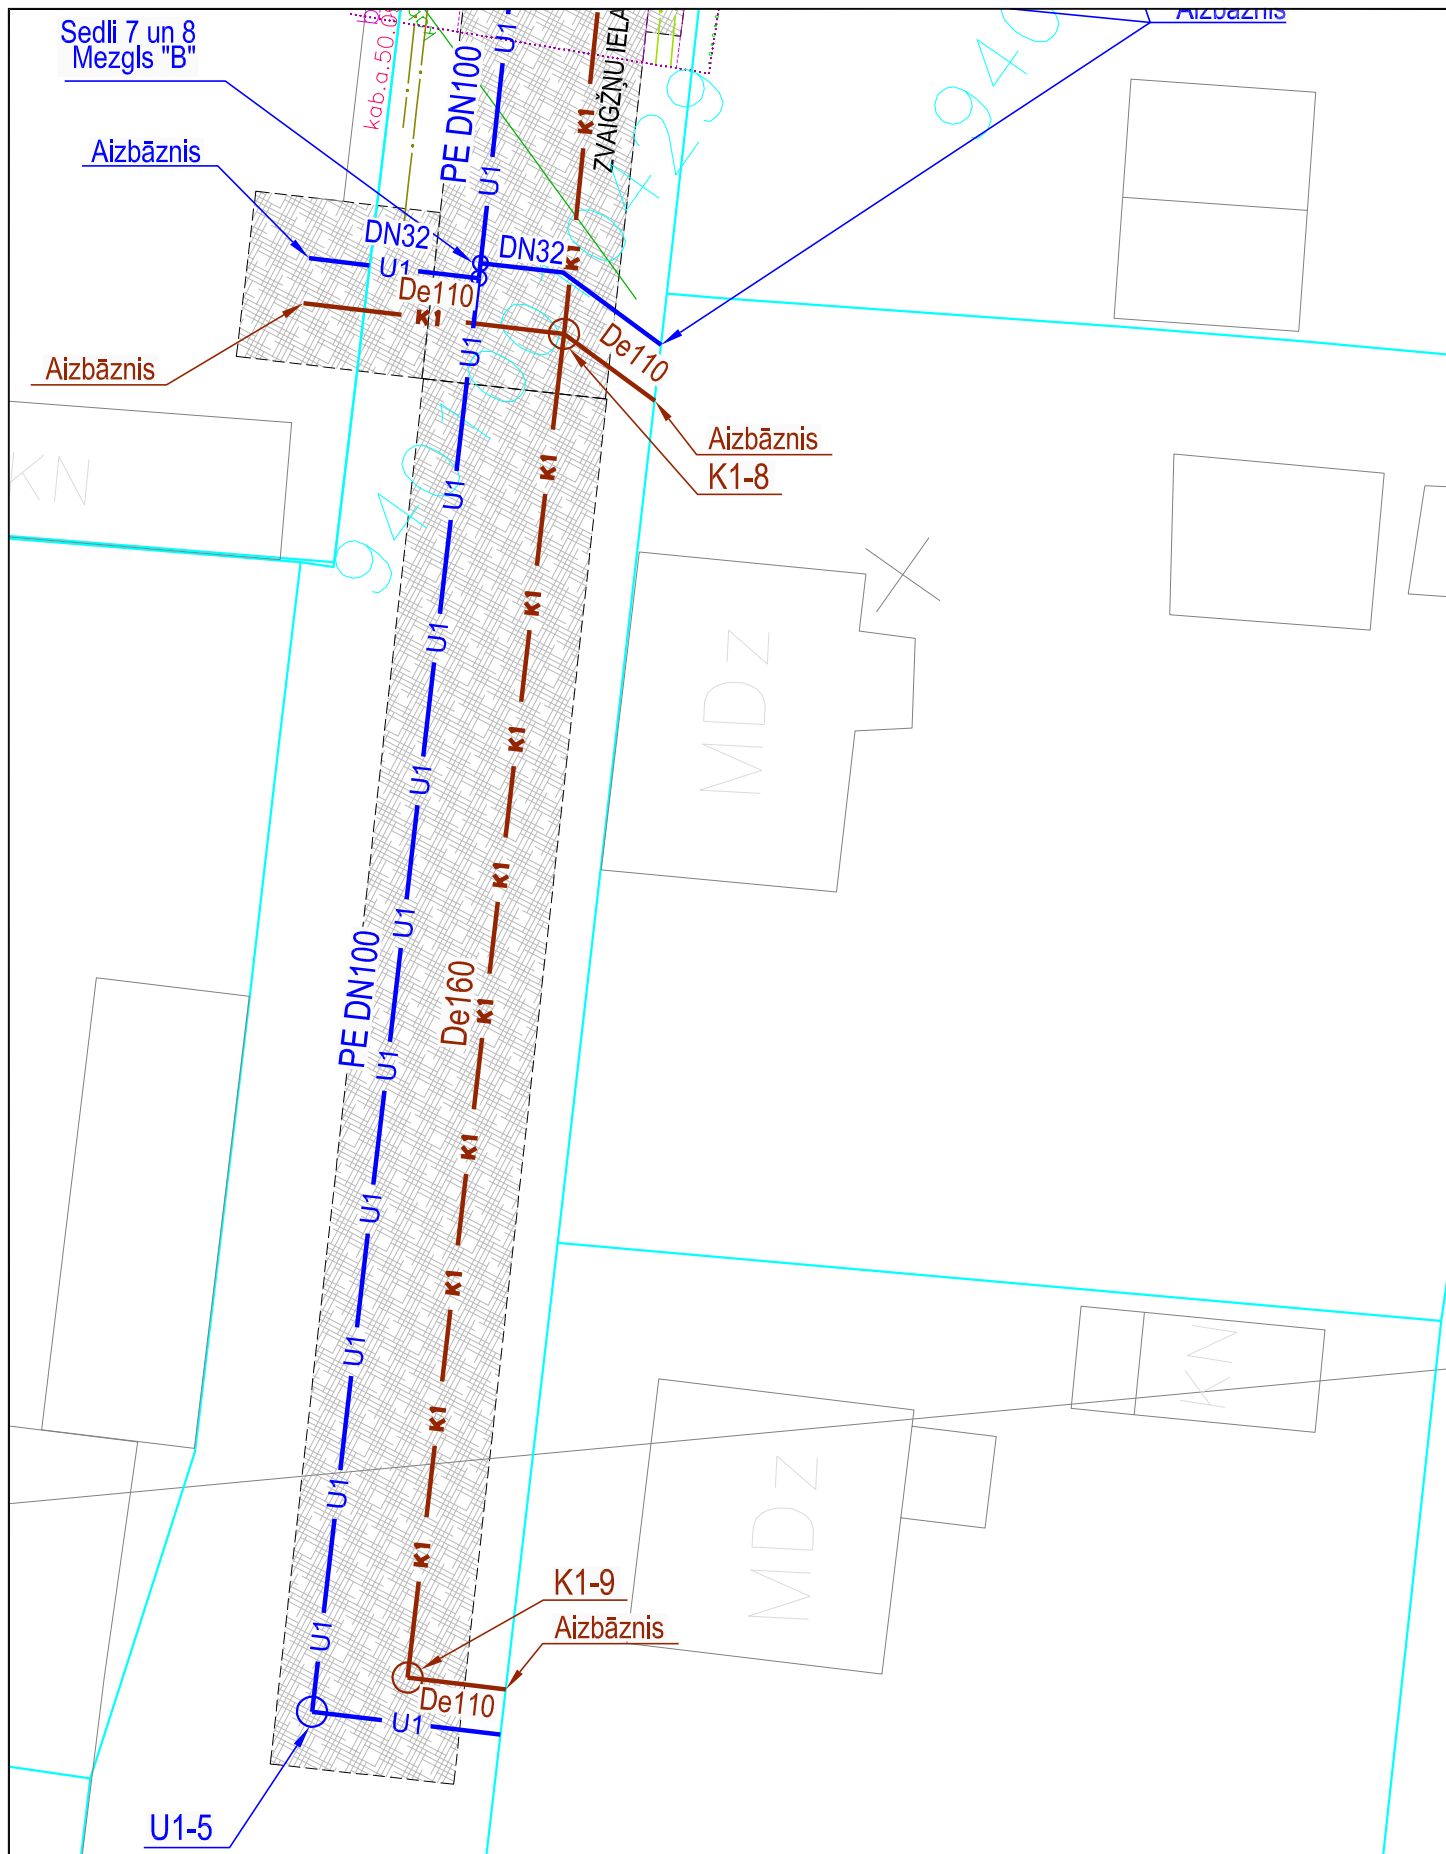 Sedli 7 un 8
Mezgls "B"
kab.a.50.
U1
PE DN100
K1
ZVAIGŽŅU IELA
Aizbāznis
Aizbāznis
U1
DN32
DN32
K1
U1
De110
K1
U1
De110
Aizbāznis
Aizbāznis
K1-8
K1
U1
KN
K1
U1
MDZ
K1
U1
K1
U1
PE DN100
De160
K1
U1
K1
U1
K1
U1
KN
K1
U1
MDZ
K1
K1-9
Aizbāznis
U1
De110
U1
U1-5